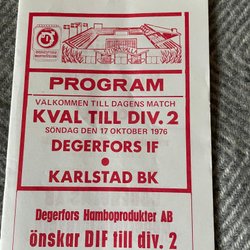 PROGRAM
VALKOMMEN TILL DAGENS MATCH
KVAL TILL DIV. 2
SÖNDAG DEN 17 OKTOBER 1976
DEGERFORS IF
KARLSTAD BK
Degerfors Hamboprodukter AB
önskar DIF till div. 2